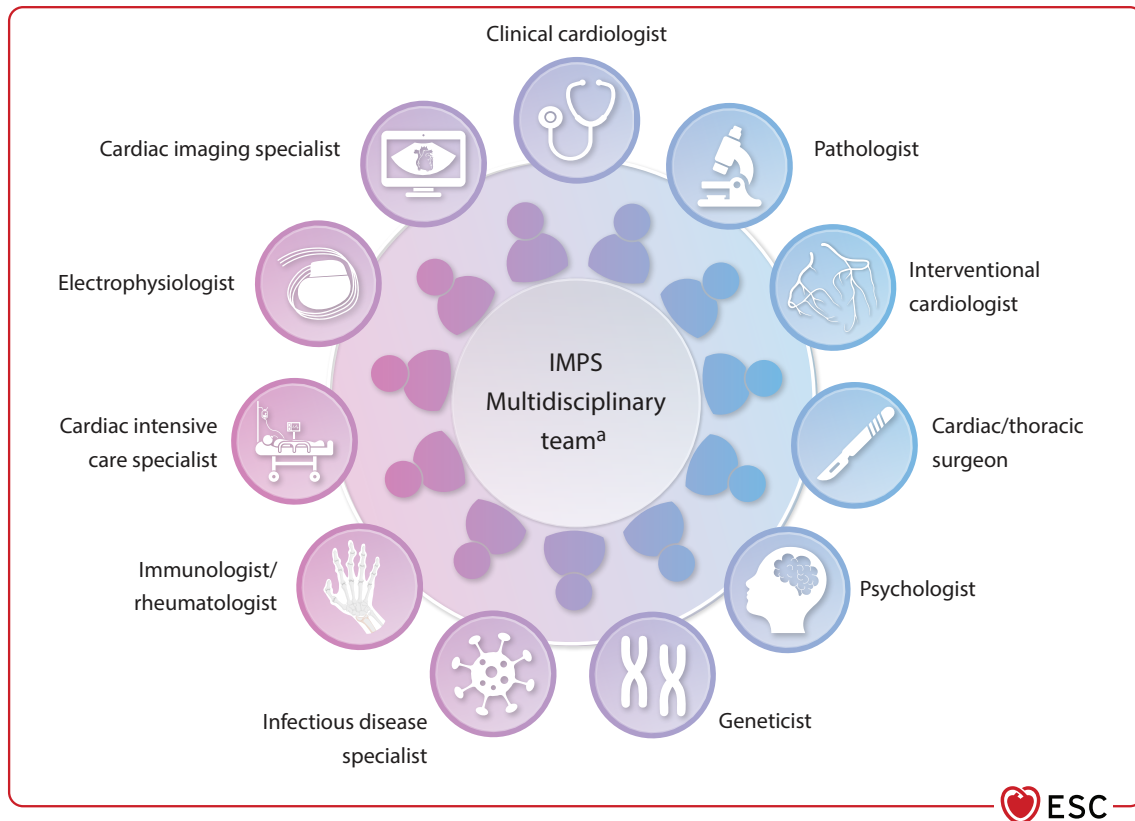 Clinical cardiologist
Cardiac imaging specialist
Pathologist
Electrophysiologist
Interventional
cardiologist
IMPS
Multidisciplinary
teamᵃ
Cardiac intensive
care specialist
Cardiac/thoracic
surgeon
Immunologist/
rheumatologist
Psychologist
Infectious disease
specialist
Geneticist
ESC